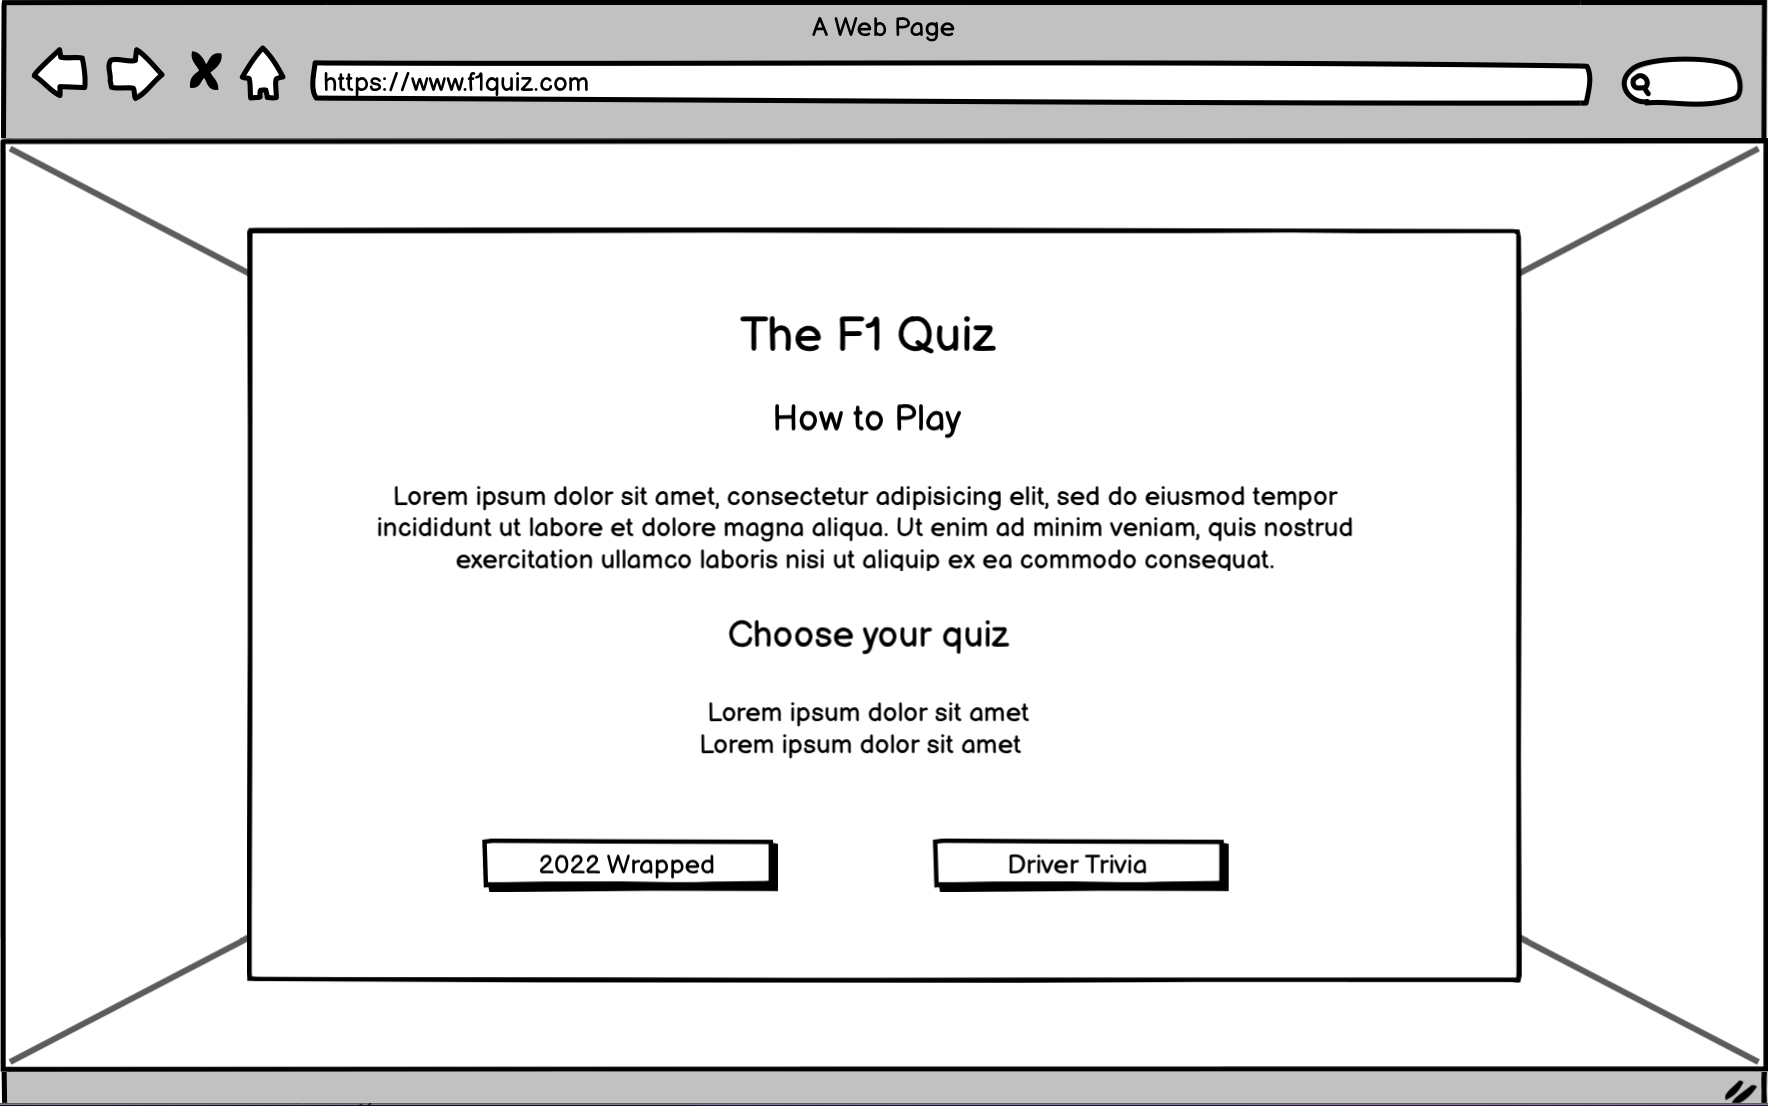 A Web Page
https://www.f1quiz.com
The F1 Quiz
How to Play
Lorem ipsum dolor sit amet, consectetur adipisicing elit, sed do eiusmod tempor
incididunt ut labore et dolore magna aliqua. Ut enim ad minim veniam, quis nostrud
exercitation ullamco laboris nisi ut aliquip ex ea commodo consequat.
Choose your quiz
Lorem ipsum dolor sit amet
Lorem ipsum dolor sit amet
2022 Wrapped
Driver Trivia